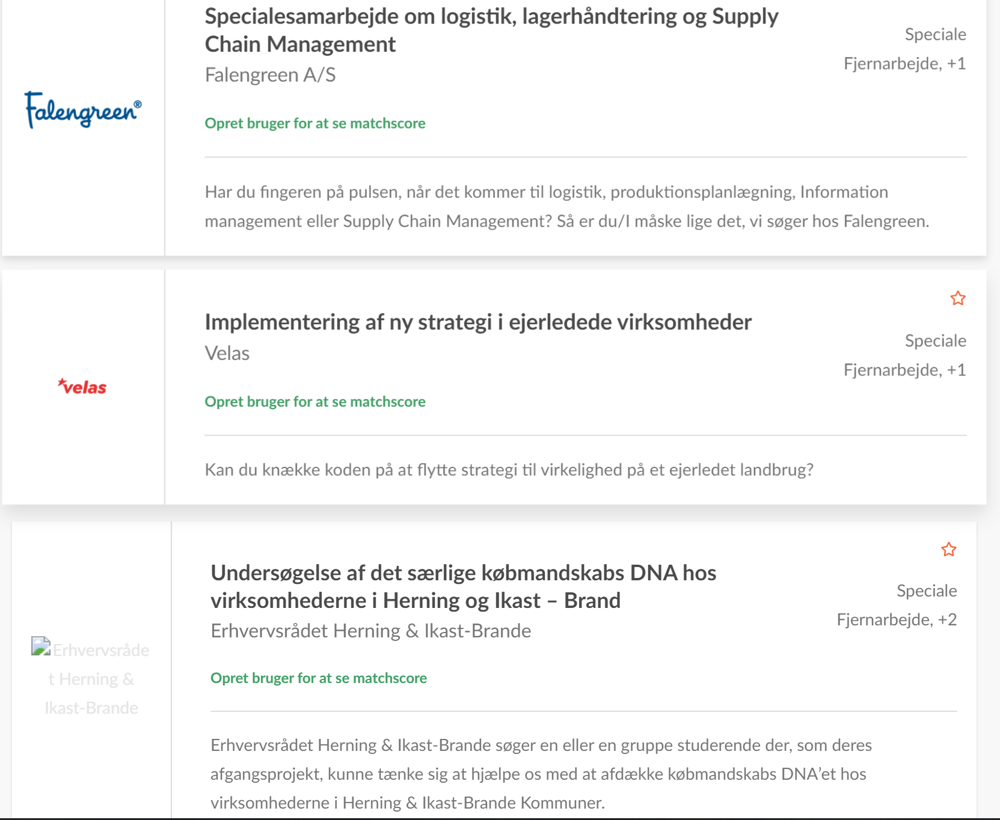 Specialesamarbejde om logistik, lagerhåndtering og Supply
Chain Management
Falengreen A/S
Speciale
Fjernarbejde, +1
Falengreen®
Opret bruger for at se matchscore
Har du fingeren på pulsen, når det kommer til logistik, produktionsplanlægning, Information
management eller Supply Chain Management? Så er du/I måske lige det, vi søger hos Falengreen.
Implementering af ny strategi i ejerledede virksomheder
Velas
Speciale
Fjernarbejde, +1
velas
Opret bruger for at se matchscore
Kan du knække koden på at flytte strategi til virkelighed på et ejerledet landbrug?
Undersøgelse af det særlige købmandskabs DNA hos
virksomhederne i Herning og Ikast – Brand
Erhvervsrådet Herning & Ikast-Brande
Speciale
Fjernarbejde, +2
Erhvervsråde
t Herning &
Ikast-Brande
Opret bruger for at se matchscore
Erhvervsrådet Herning & Ikast-Brande søger en eller en gruppe studerende der, som deres
afgangsprojekt, kunne tænke sig at hjælpe os med at afdække købmandskabs DNA’et hos
virksomhederne i Herning & Ikast-Brande Kommuner.